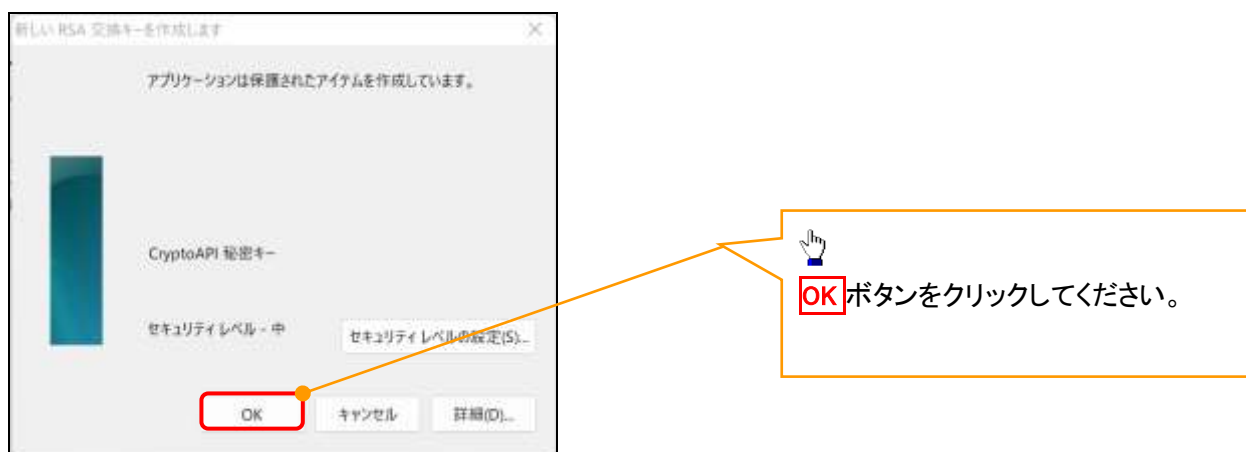 新しい RSA 交換キーを作成します
アプリケーションは保護されたアイテムを作成しています。
CryptoAPI 秘密キー
セキュリティ レベル - 中
セキュリティ レベルの設定(S)...
OK
キャンセル
詳細(D)...
OK ボタンをクリックしてください。